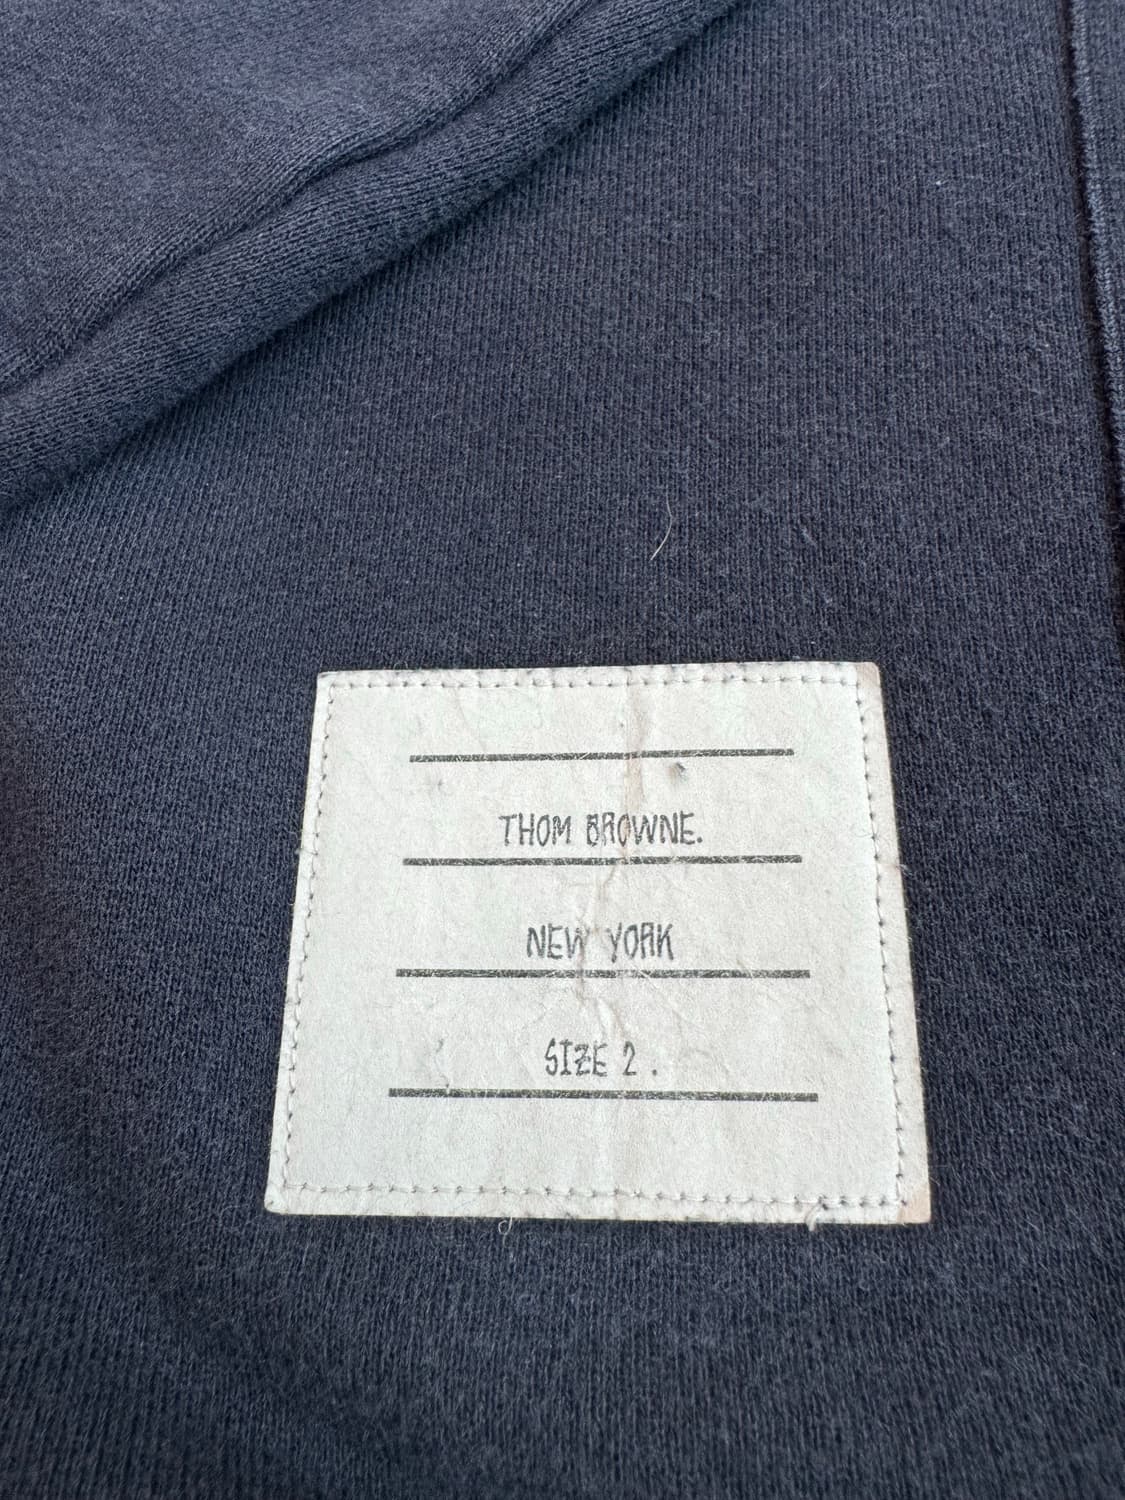 THOM BROWNE.
NEW YORK
SIZE 2 .